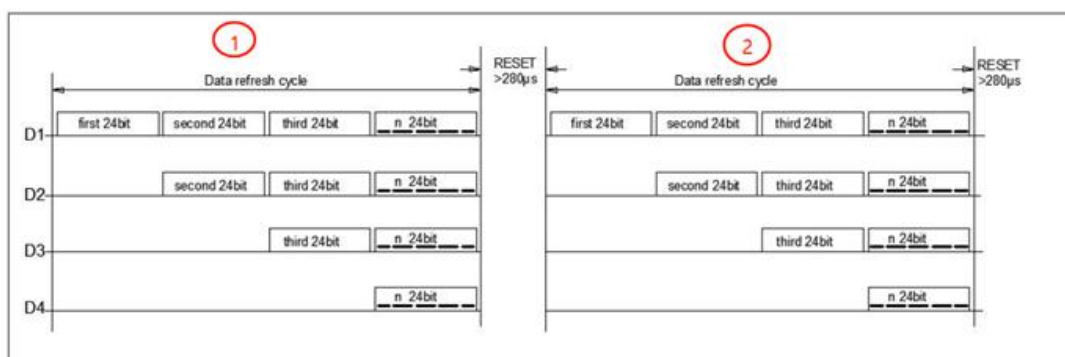 1 2
RESET RESET
>280μs >280μs
Data refresh cycle Data refresh cycle
D1 first 24bit second 24bit third 24bit n 24bit first 24bit second 24bit third 24bit n 24bit
D2 second 24bit third 24bit n 24bit second 24bit third 24bit n 24bit
D3 third 24bit n 24bit third 24bit n 24bit
D4 n 24bit n 24bit